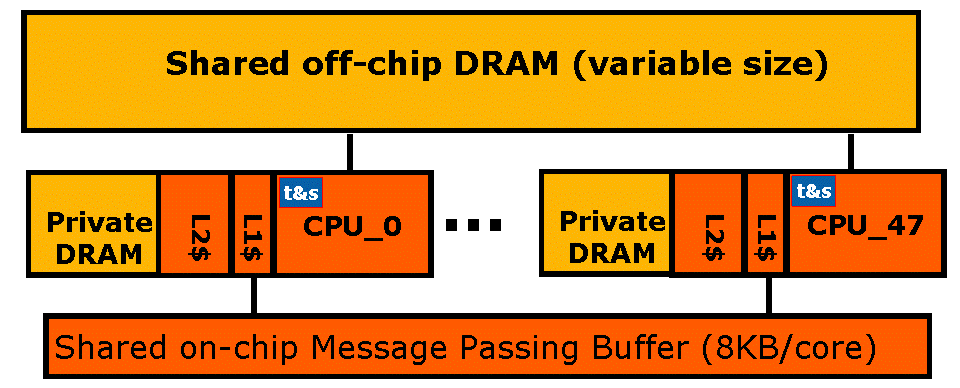 Shared off-chip DRAM (variable size)
Private
DRAM
L2$
L1$
t&s
CPU_0
...
Private
DRAM
L2$
L1$
t&s
CPU_47
Shared on-chip Message Passing Buffer (8KB/core)